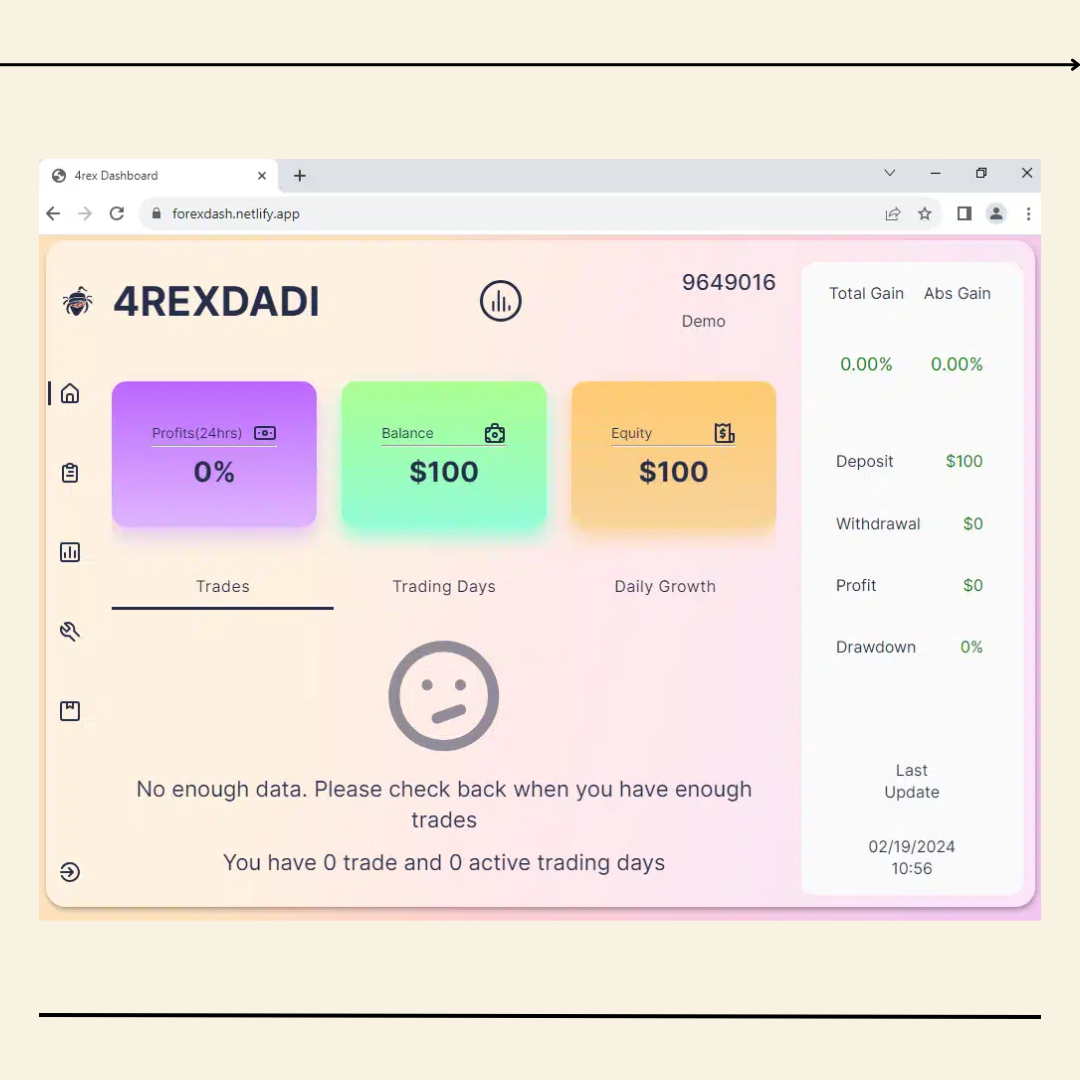 4rex Dashboard
forexdash.netlify.app
4REXDADI
9649016
Demo
Profits(24hrs)
0%
Balance
$100
Equity
$100
Trades Trading Days Daily Growth
No enough data. Please check back when you have enough
trades
You have 0 trade and 0 active trading days
Total Gain Abs Gain
0.00% 0.00%
Deposit $100
Withdrawal $0
Profit $0
Drawdown 0%
Last
Update
02/19/2024
10:56